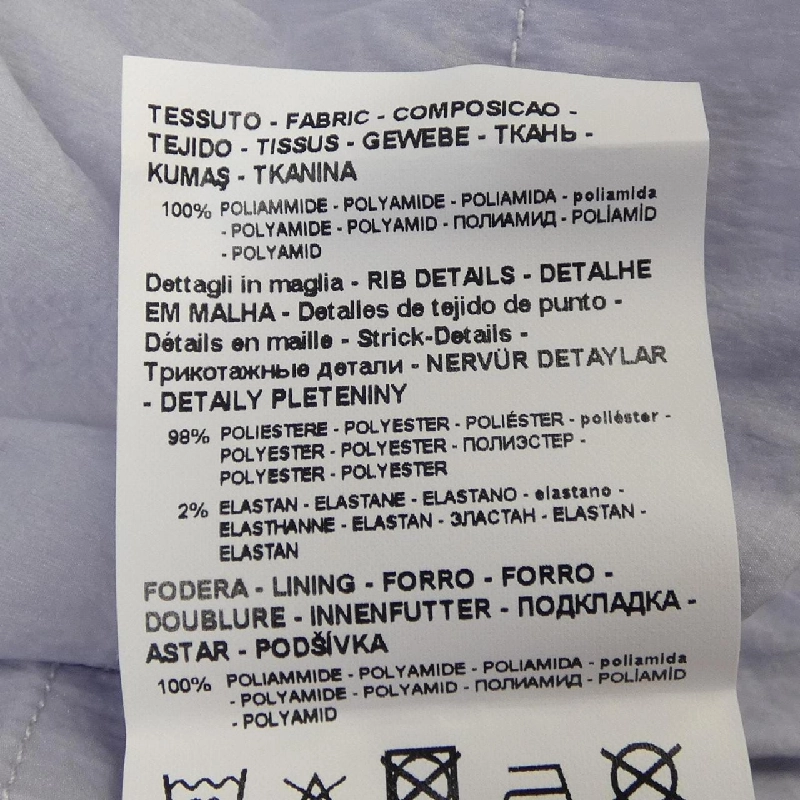 TESSUTO - FABRIC - COMPOSICAO -
TEJIDO - TISSUS - GEWEBE - ТКАНЬ -
KUMAŞ - TKANINA
100% POLIAMMIDE - POLYAMIDE - POLIAMIDA - poliamida
- POLYAMIDE - POLYAMID - ПОЛИАМИД - POLİAMİD
- POLYAMID
Dettagli in maglia - RIB DETAILS - DETALHE
EM MALHA - Detalles de tejido de punto -
Détails en maille - Strick-Details -
Трикотажные детали - NERVÜR DETAYLAR
- DETAILY PLETENINY
98% POLIESTERE - POLYESTER - POLIÉSTER - poliéster -
POLYESTER - POLYESTER - ПОЛИЭСТЕР -
POLYESTER - POLYESTER
2% ELASTAN - ELASTANE - ELASTANO - elastano -
ELASTHANNE - ELASTAN - ЭЛАСТАН - ELASTAN -
ELASTAN
FODERA - LINING - FORRO - FORRO -
DOUBLURE - INNENFUTTER - ПОДКЛАДКА -
ASTAR - PODŠÍVKA
100% POLIAMMIDE - POLYAMIDE - POLIAMIDA - poliamida
- POLYAMIDE - POLYAMID - ПОЛИАМИД - POLİAMİD
- POLYAMID